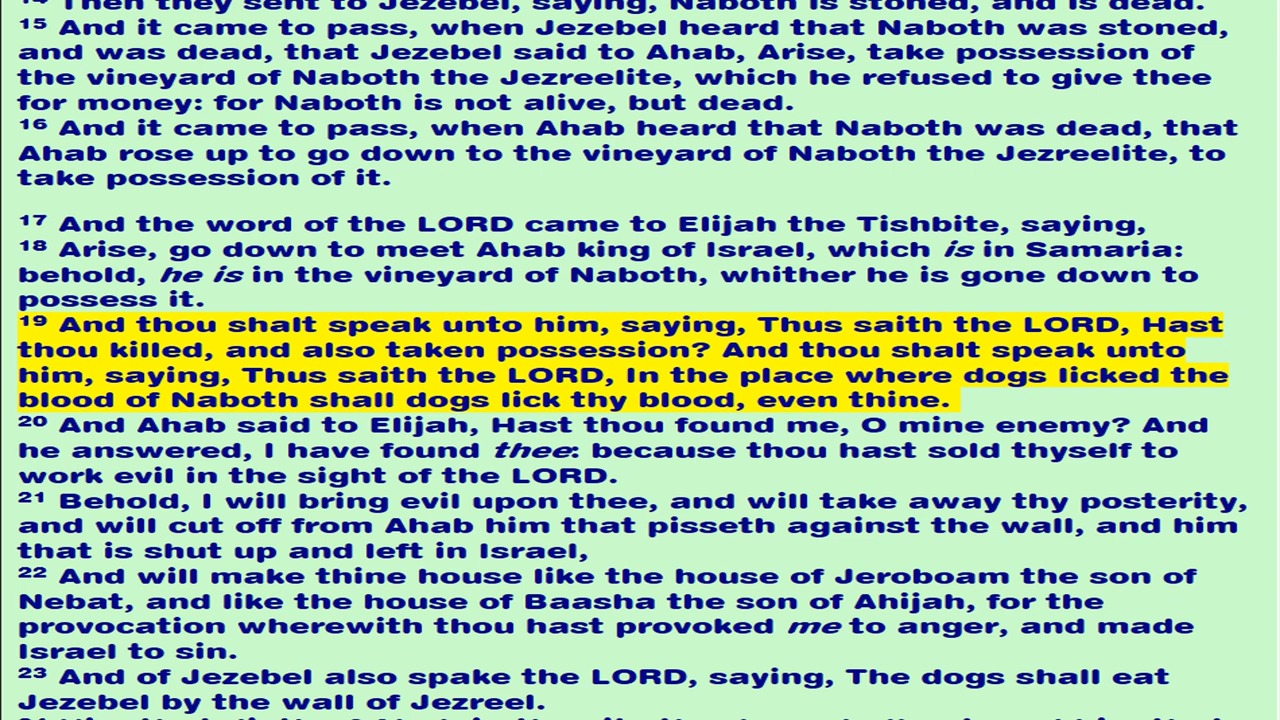 14 Then they sent to Jezebel, saying, Naboth is stoned, and is dead.
15 And it came to pass, when Jezebel heard that Naboth was stoned,
and was dead, that Jezebel said to Ahab, Arise, take possession of
the vineyard of Naboth the Jezreelite, which he refused to give thee
for money: for Naboth is not alive, but dead.
16 And it came to pass, when Ahab heard that Naboth was dead, that
Ahab rose up to go down to the vineyard of Naboth the Jezreelite, to
take possession of it.
17 And the word of the LORD came to Elijah the Tishbite, saying,
18 Arise, go down to meet Ahab king of Israel, which is in Samaria:
behold, he is in the vineyard of Naboth, whither he is gone down to
possess it.
19 And thou shalt speak unto him, saying, Thus saith the LORD, Hast
thou killed, and also taken possession? And thou shalt speak unto
him, saying, Thus saith the LORD, In the place where dogs licked the
blood of Naboth shall dogs lick thy blood, even thine.
20 And Ahab said to Elijah, Hast thou found me, O mine enemy? And
he answered, I have found thee: because thou hast sold thyself to
work evil in the sight of the LORD.
21 Behold, I will bring evil upon thee, and will take away thy posterity,
and will cut off from Ahab him that pisseth against the wall, and him
that is shut up and left in Israel,
22 And will make thine house like the house of Jeroboam the son of
Nebat, and like the house of Baasha the son of Ahijah, for the
provocation wherewith thou hast provoked me to anger, and made
Israel to sin.
23 And of Jezebel also spake the LORD, saying, The dogs shall eat
Jezebel by the wall of Jezreel.